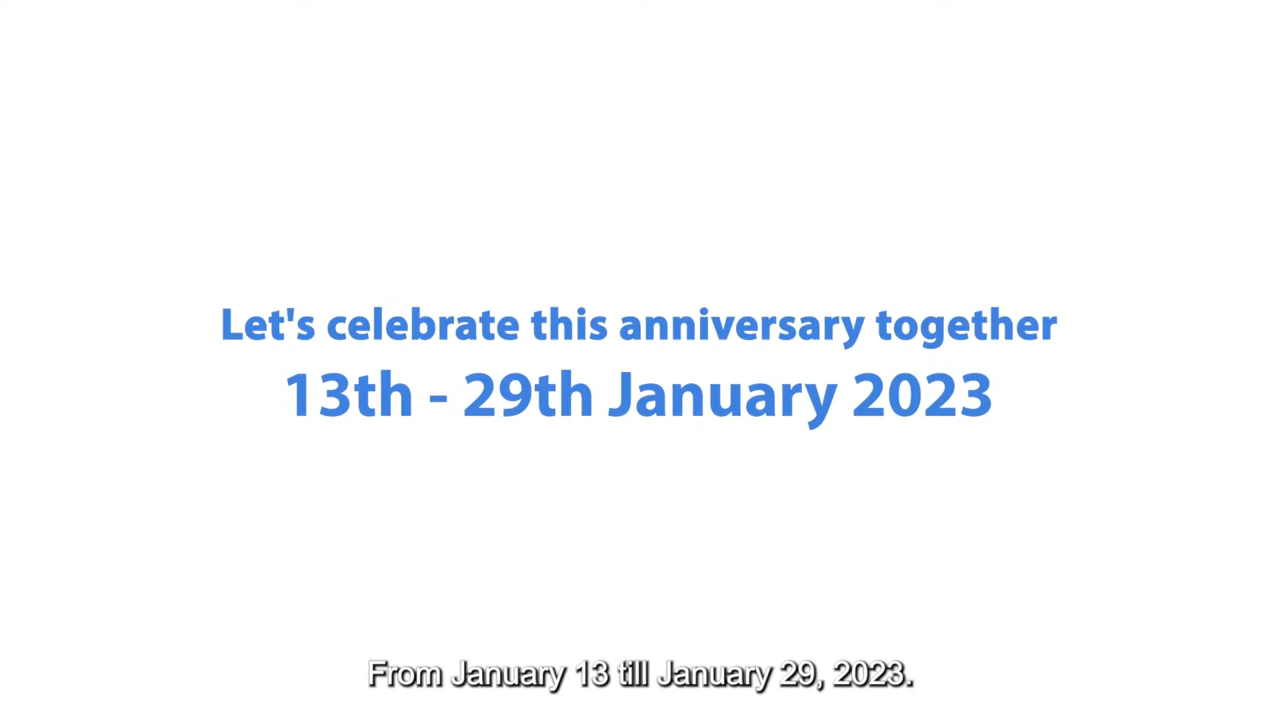 Let's celebrate this anniversary together
13th - 29th January 2023
From January 13 till January 29, 2023.